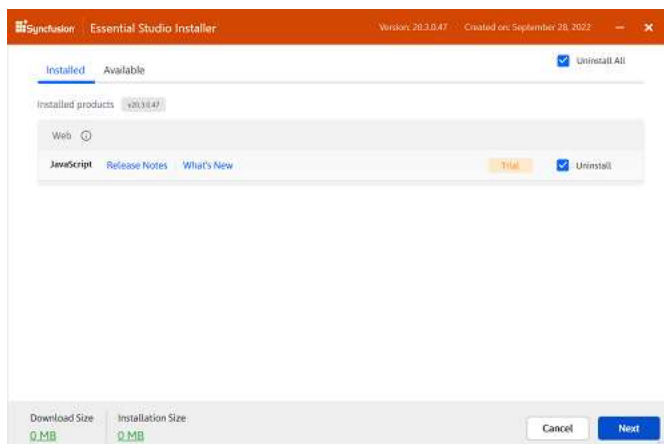 Syncfusion Essential Studio Installer Version: 20.3.0.47 Created on: September 28, 2022
Installed Available Uninstall All
Installed products v20.3.0.47
Web
JavaScript Release Notes What's New Trial Uninstall
Download Size Installation Size
0 MB 0 MB
Cancel Next